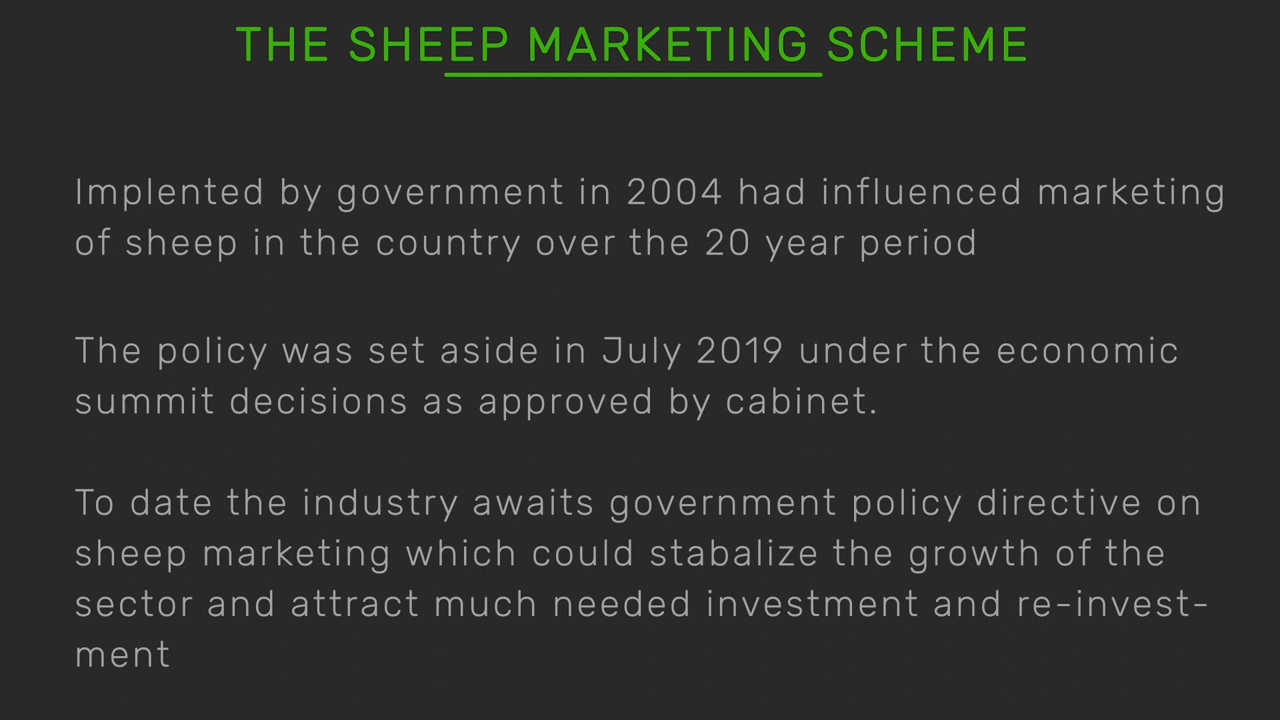 THE SHEEP MARKETING SCHEME
Implented by government in 2004 had influenced marketing
of sheep in the country over the 20 year period
The policy was set aside in July 2019 under the economic
summit decisions as approved by cabinet.
To date the industry awaits government policy directive on
sheep marketing which could stabalize the growth of the
sector and attract much needed investment and re-invest-
ment